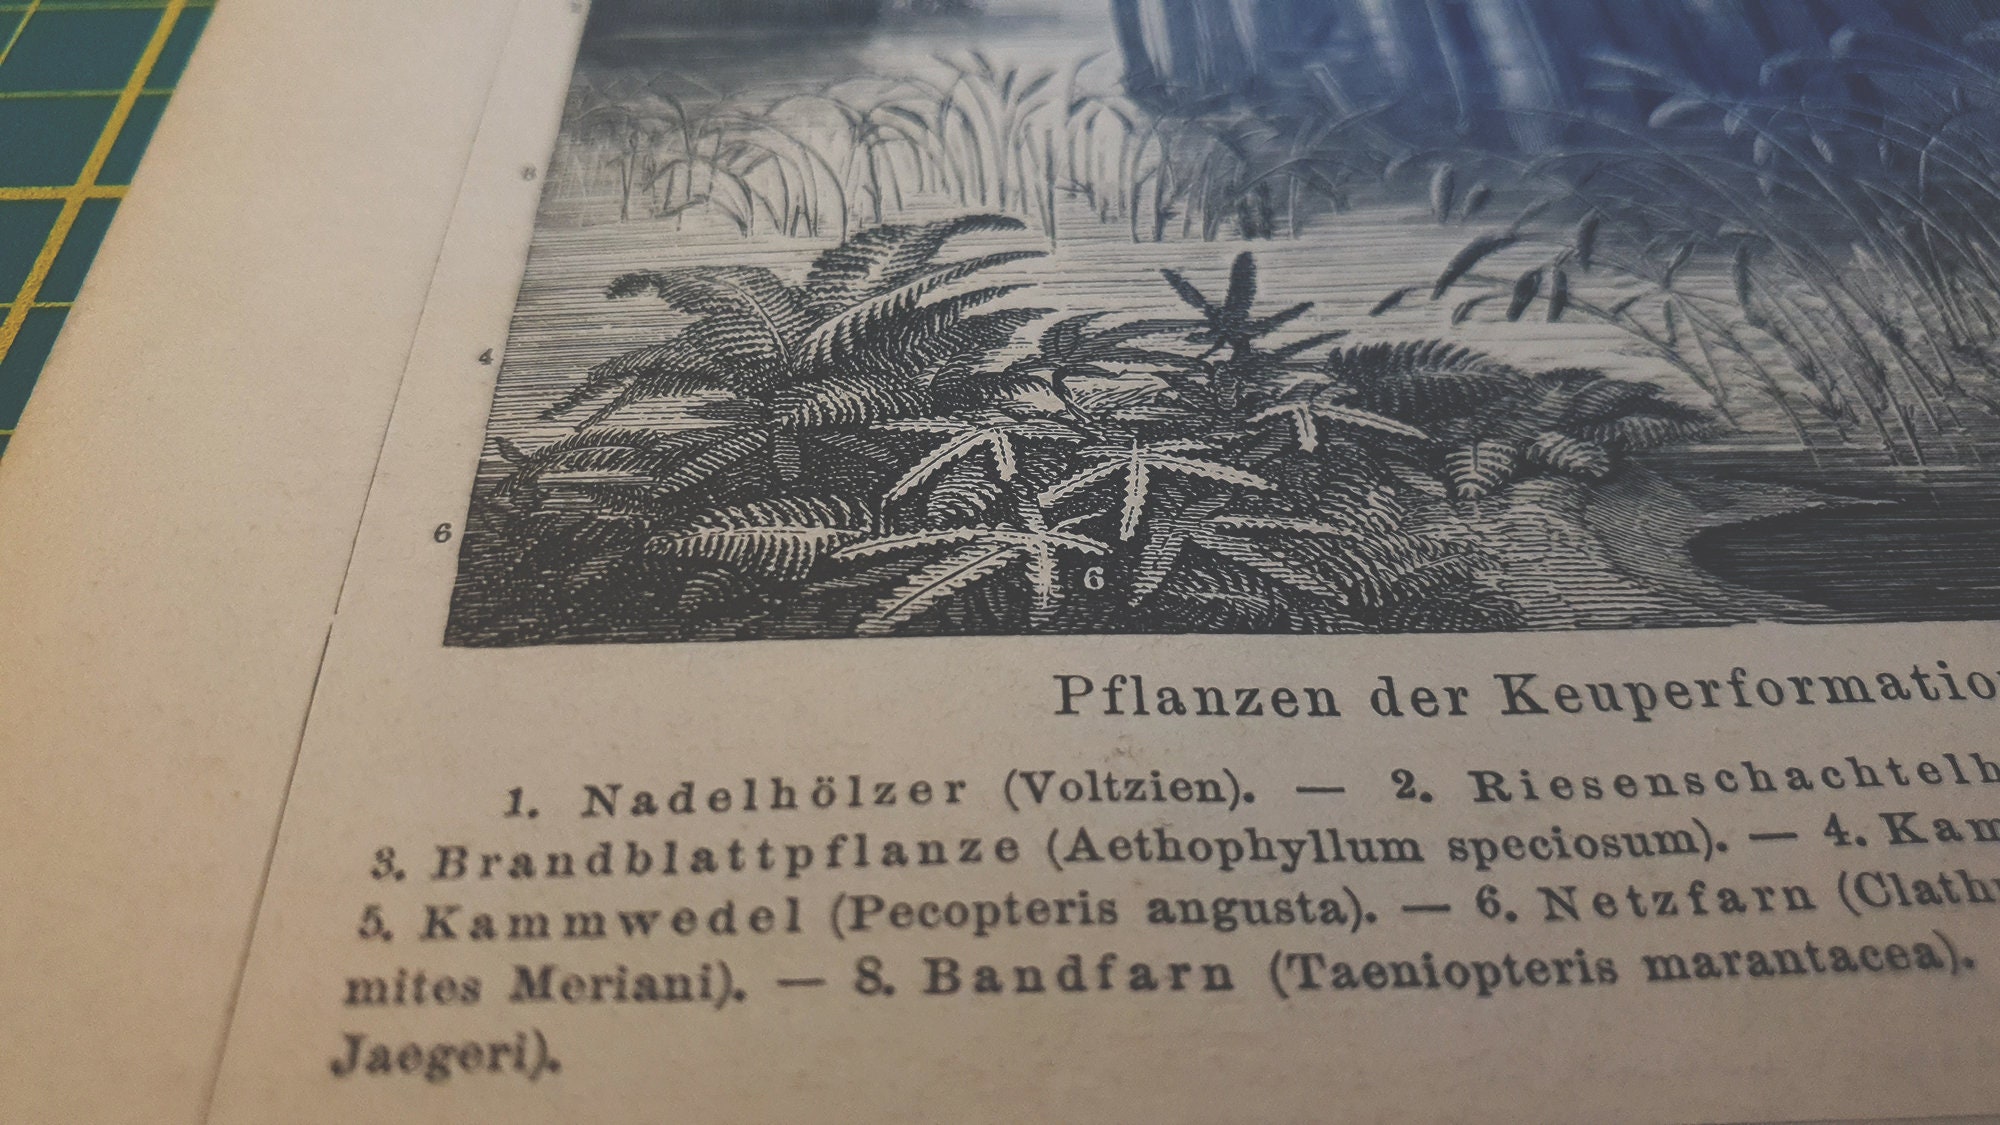 8
4
6
6
Pflanzen der Keuperformatio
1. Nadelhölzer (Voltzien). — 2. Riesenschachtelh
3. Brandblattpflanze (Aethophyllum speciosum). — 4. Kam
5. Kammwedel (Pecopteris angusta). — 6. Netzfarn (Clath
mites Meriani). — 8. Bandfarn (Taeniopteris marantacea).
Jaegeri).